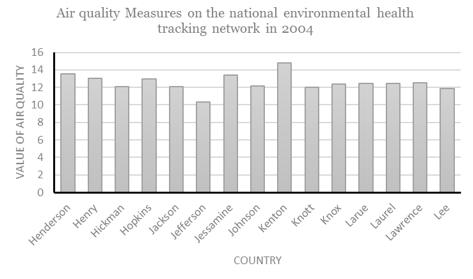 Air quality Measures on the national environmental health
tracking network in 2004
VALUE OF AIR QUALITY
16
14
12
10
8
6
4
2
0
Henderson
Henry
Hickman
Hopkins
Jackson
Jefferson
Jessamine
Johnson
Kenton
Knott
Knox
Larue
Laurel
Lawrence
Lee
COUNTRY